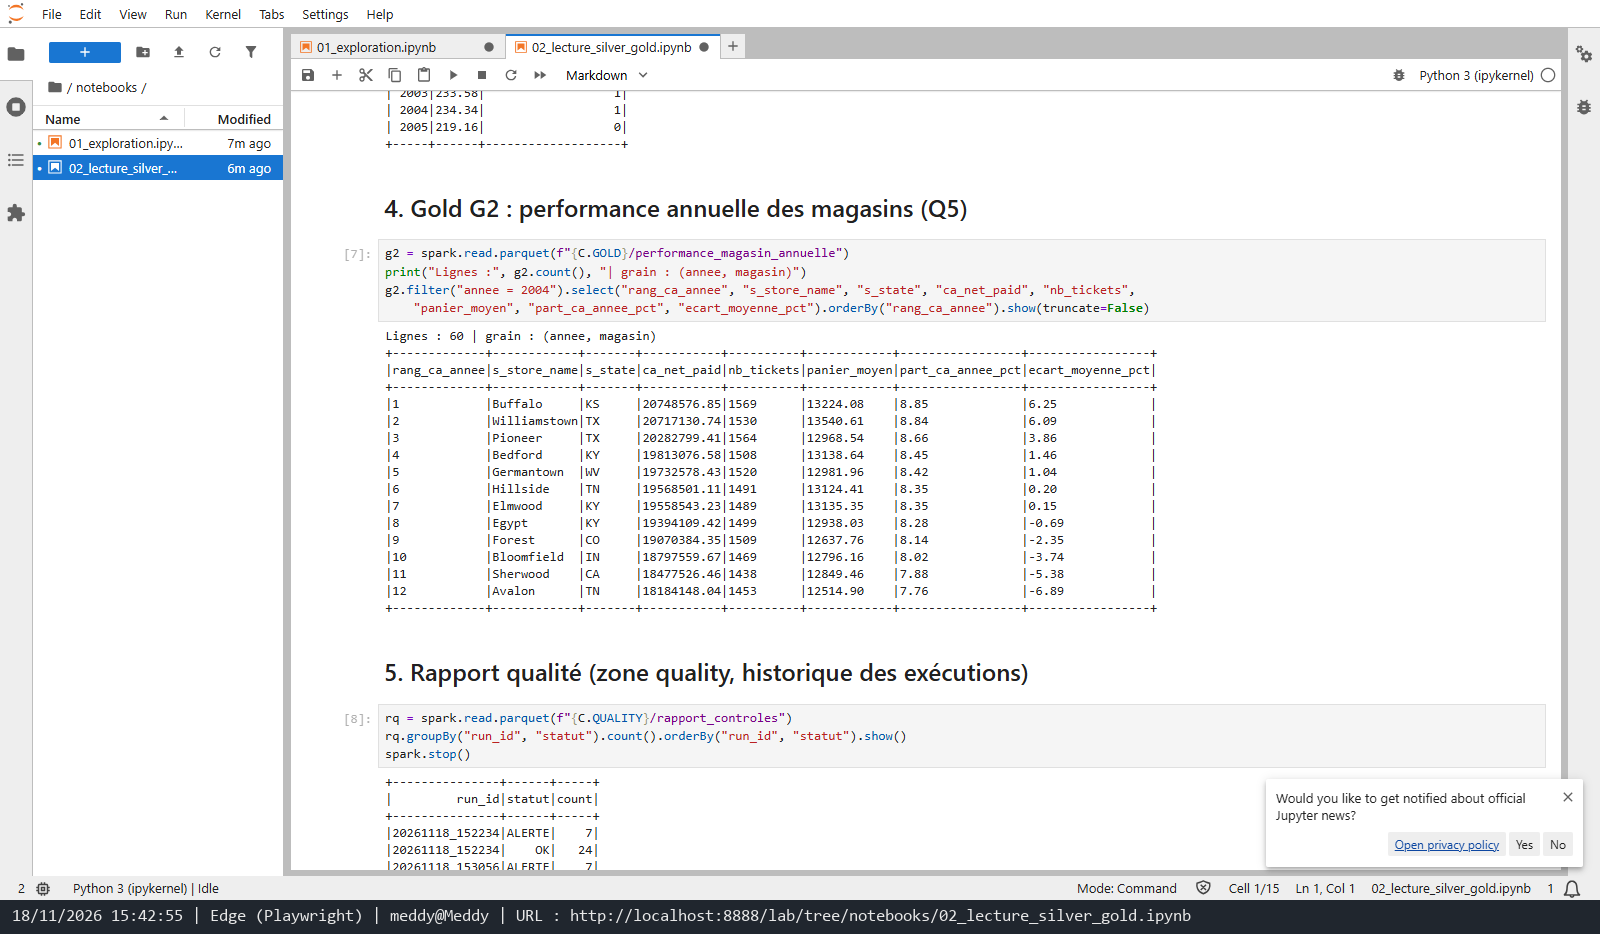 File Edit View Run Kernel Tabs Settings Help
01_exploration.ipynb
02_lecture_silver_gold.ipynb
Markdown
Python 3 (ipykernel)
/ notebooks /
Name Modified
01_exploration.ipy... 7m ago
02_lecture_silver_... 6m ago
| 2003|233.58| 1|
| 2004|234.34| 1|
| 2005|219.16| 0|
+-----+------+-------------------+
4. Gold G2 : performance annuelle des magasins (Q5)
[7]:
g2 = spark.read.parquet(f"{C.GOLD}/performance_magasin_annuelle")
print("Lignes :", g2.count(), "| grain : (annee, magasin)")
g2.filter("annee = 2004").select("rang_ca_annee", "s_store_name", "s_state", "ca_net_paid", "nb_tickets",
"panier_moyen", "part_ca_annee_pct", "ecart_moyenne_pct").orderBy("rang_ca_annee").show(truncate=False)
Lignes : 60 | grain : (annee, magasin)
+-------------+------------+-------+-----------+----------+------------+-----------------+-----------------+
|rang_ca_annee|s_store_name|s_state|ca_net_paid|nb_tickets|panier_moyen|part_ca_annee_pct|ecart_moyenne_pct|
+-------------+------------+-------+-----------+----------+------------+-----------------+-----------------+
|1 |Buffalo |KS |20748576.85|1569 |13224.08 |8.85 |6.25 |
|2 |Williamstown|TX |20717130.74|1530 |13540.61 |8.84 |6.09 |
|3 |Pioneer |TX |20282799.41|1564 |12968.54 |8.66 |3.86 |
|4 |Bedford |KY |19813076.58|1508 |13138.64 |8.45 |1.46 |
|5 |Germantown |WV |19732578.43|1520 |12981.96 |8.42 |1.04 |
|6 |Hillside |TN |19568501.11|1491 |13124.41 |8.35 |0.20 |
|7 |Elmwood |KY |19558543.23|1489 |13135.35 |8.35 |0.15 |
|8 |Egypt |KY |19394109.42|1499 |12938.03 |8.28 |-0.69 |
|9 |Forest |CO |19070384.35|1509 |12637.76 |8.14 |-2.35 |
|10 |Bloomfield |IN |18797559.67|1469 |12796.16 |8.02 |-3.74 |
|11 |Sherwood |CA |18477526.46|1438 |12849.46 |7.88 |-5.38 |
|12 |Avalon |TN |18184148.04|1453 |12514.90 |7.76 |-6.89 |
+-------------+------------+-------+-----------+----------+------------+-----------------+-----------------+
5. Rapport qualité (zone quality, historique des exécutions)
[8]:
rq = spark.read.parquet(f"{C.QUALITY}/rapport_controles")
rq.groupBy("run_id", "statut").count().orderBy("run_id", "statut").show()
spark.stop()
+---------------+------+-----+
| run_id|statut|count|
+---------------+------+-----+
|20261118_152234|ALERTE| 7|
|20261118_152234| OK| 24|
|20261118_153056|ALERTE| 7|
Would you like to get notified about official
Jupyter news?
Open privacy policy Yes No
2 Python 3 (ipykernel) | Idle Mode: Command Cell 1/15 Ln 1, Col 1 02_lecture_silver_gold.ipynb 1
18/11/2026 15:42:55 | Edge (Playwright) | meddy@Meddy | URL : http://localhost:8888/lab/tree/notebooks/02_lecture_silver_gold.ipynb